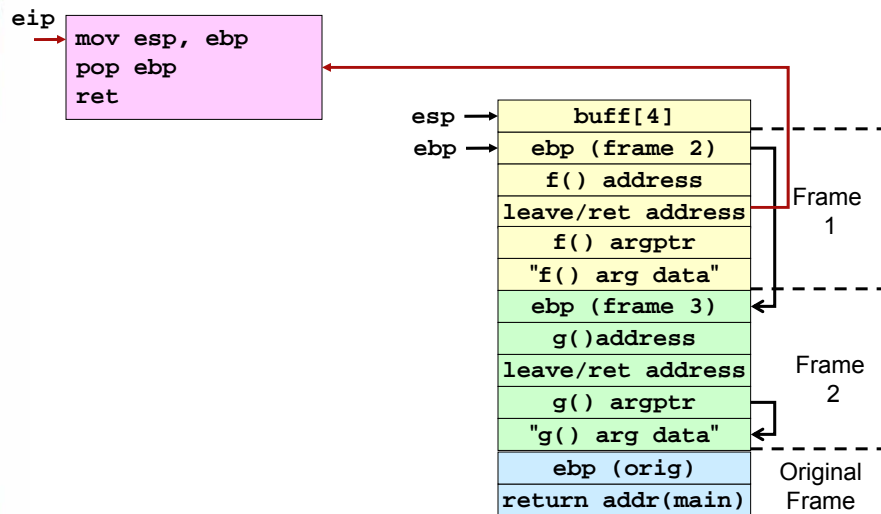 eip
mov esp, ebp
pop ebp
ret
esp
buff[4]
ebp
ebp (frame 2)
f() address
leave/ret address
f() argptr
"f() arg data"
Frame
1
ebp (frame 3)
g()address
leave/ret address
g() argptr
"g() arg data"
Frame
2
ebp (orig)
return addr(main)
Original
Frame